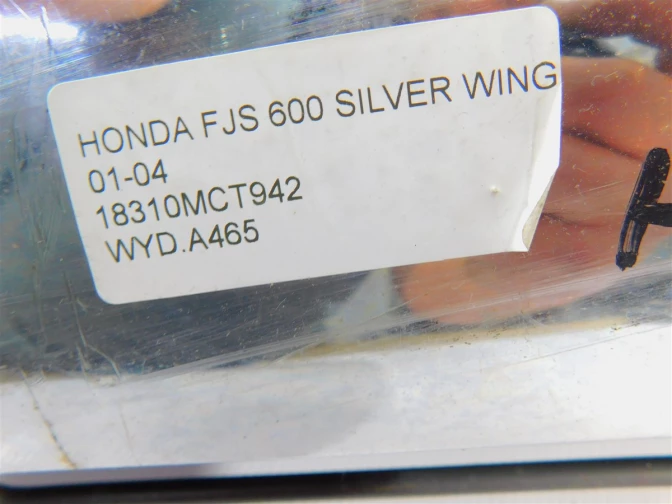 HONDA FJS 600 SILVER WING
01-04
18310MCT942
WYD.A465